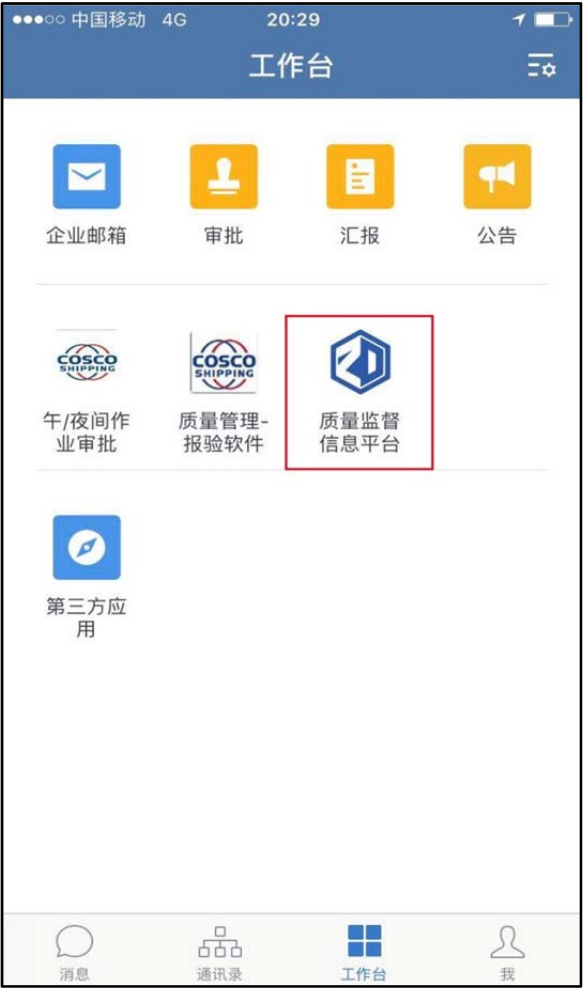 中国移动 4G 20:29
工作台
企业邮箱 审批 汇报 公告
COSCO SHIPPING COSCO SHIPPING ZD
午/夜间作 质量管理- 质量监督
业审批 报验软件 信息平台
第三方应
用
消息 通讯录 工作台 我